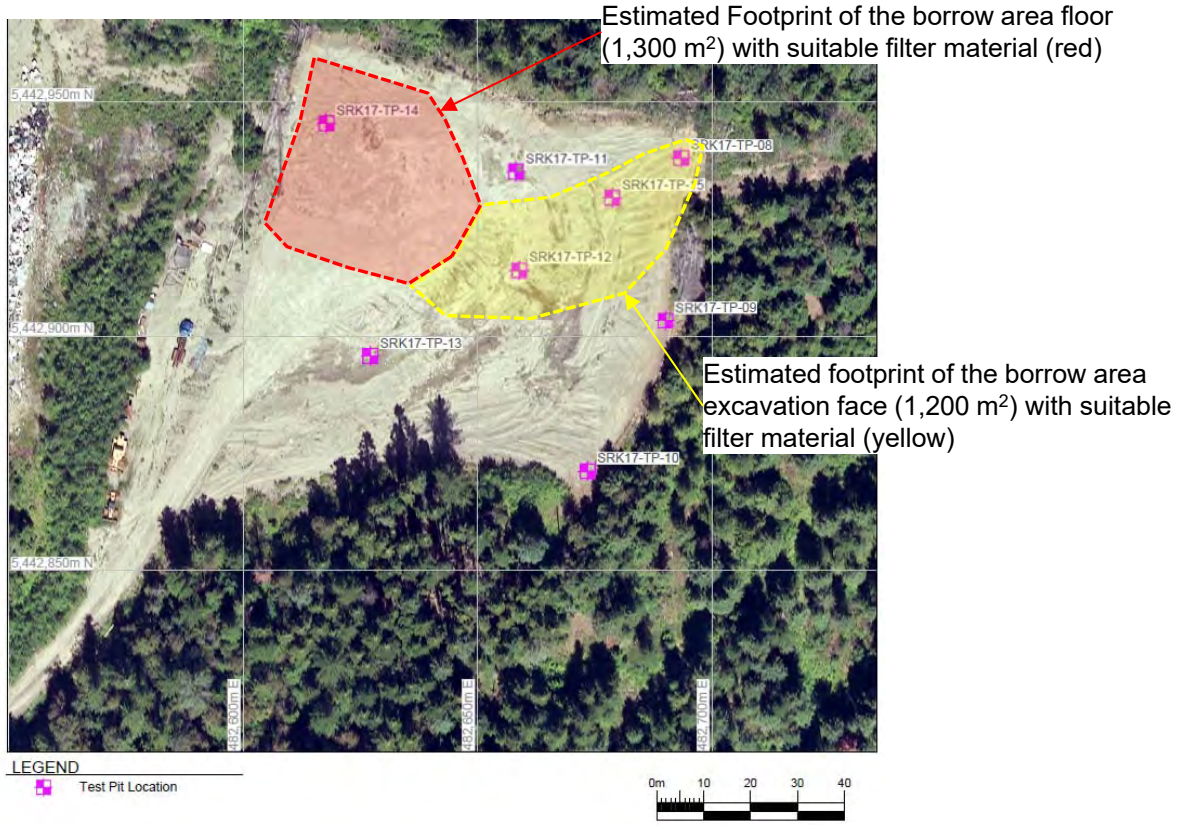 Estimated Footprint of the borrow area floor
(1,300 m²) with suitable filter material (red)
5,442,950m N
SRK17-TP-14
SRK17-TP-08
SRK17-TP-11
SRK17-TP-15
SRK17-TP-12
SRK17-TP-09
5,442,900m N
SRK17-TP-13
Estimated footprint of the borrow area
excavation face (1,200 m²) with suitable
filter material (yellow)
SRK17-TP-10
5,442,850m N
482,600m E
482,650m E
482,700m E
LEGEND
Test Pit Location
0m 10 20 30 40